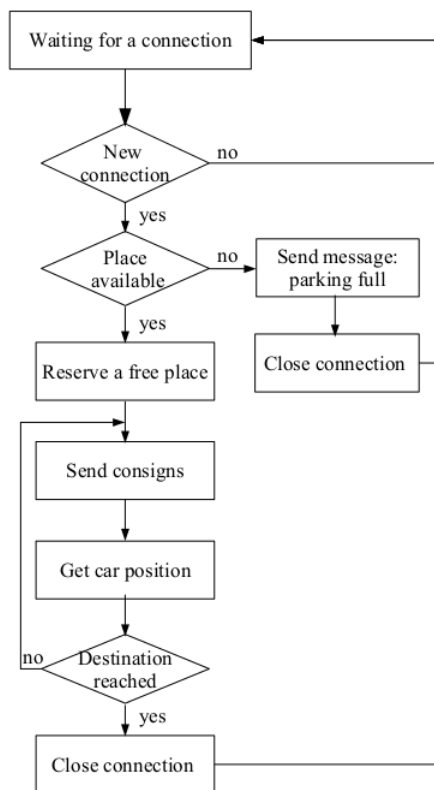 Waiting for a connection
New
connection
no
yes
Place
available
no
Send message:
parking full
yes
Close connection
Reserve a free place
Send consigns
Get car position
no
Destination
reached
yes
Close connection